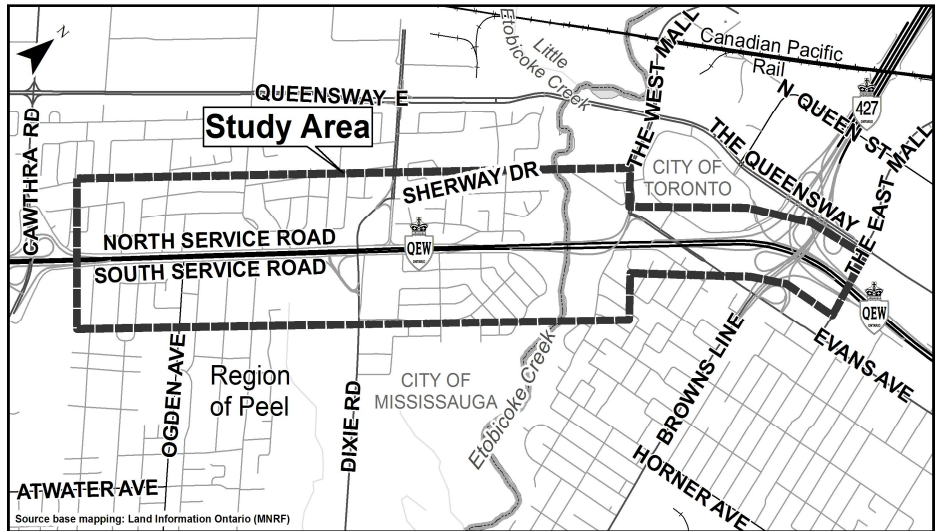 N
CAWTHRA RD
QUEENSWAY E
Study Area
Little
Etobicoke Creek
THE WEST MALL
Canadian Pacific
Rail
427
ONTARIO
N QUEEN ST
THE EAST MALL
THE QUEENSWAY
CITY OF
TORONTO
SHERWAY DR
NORTH SERVICE ROAD
QEW
ONTARIO
SOUTH SERVICE ROAD
QEW
ONTARIO
OGDEN AVE
Region
of Peel
DIXIE RD
CITY OF
MISSISSAUGA
Etobicoke Creek
BROWNS LINE
EVANS AVE
HORNER AVE
ATWATER AVE
Source base mapping: Land Information Ontario (MNRF)